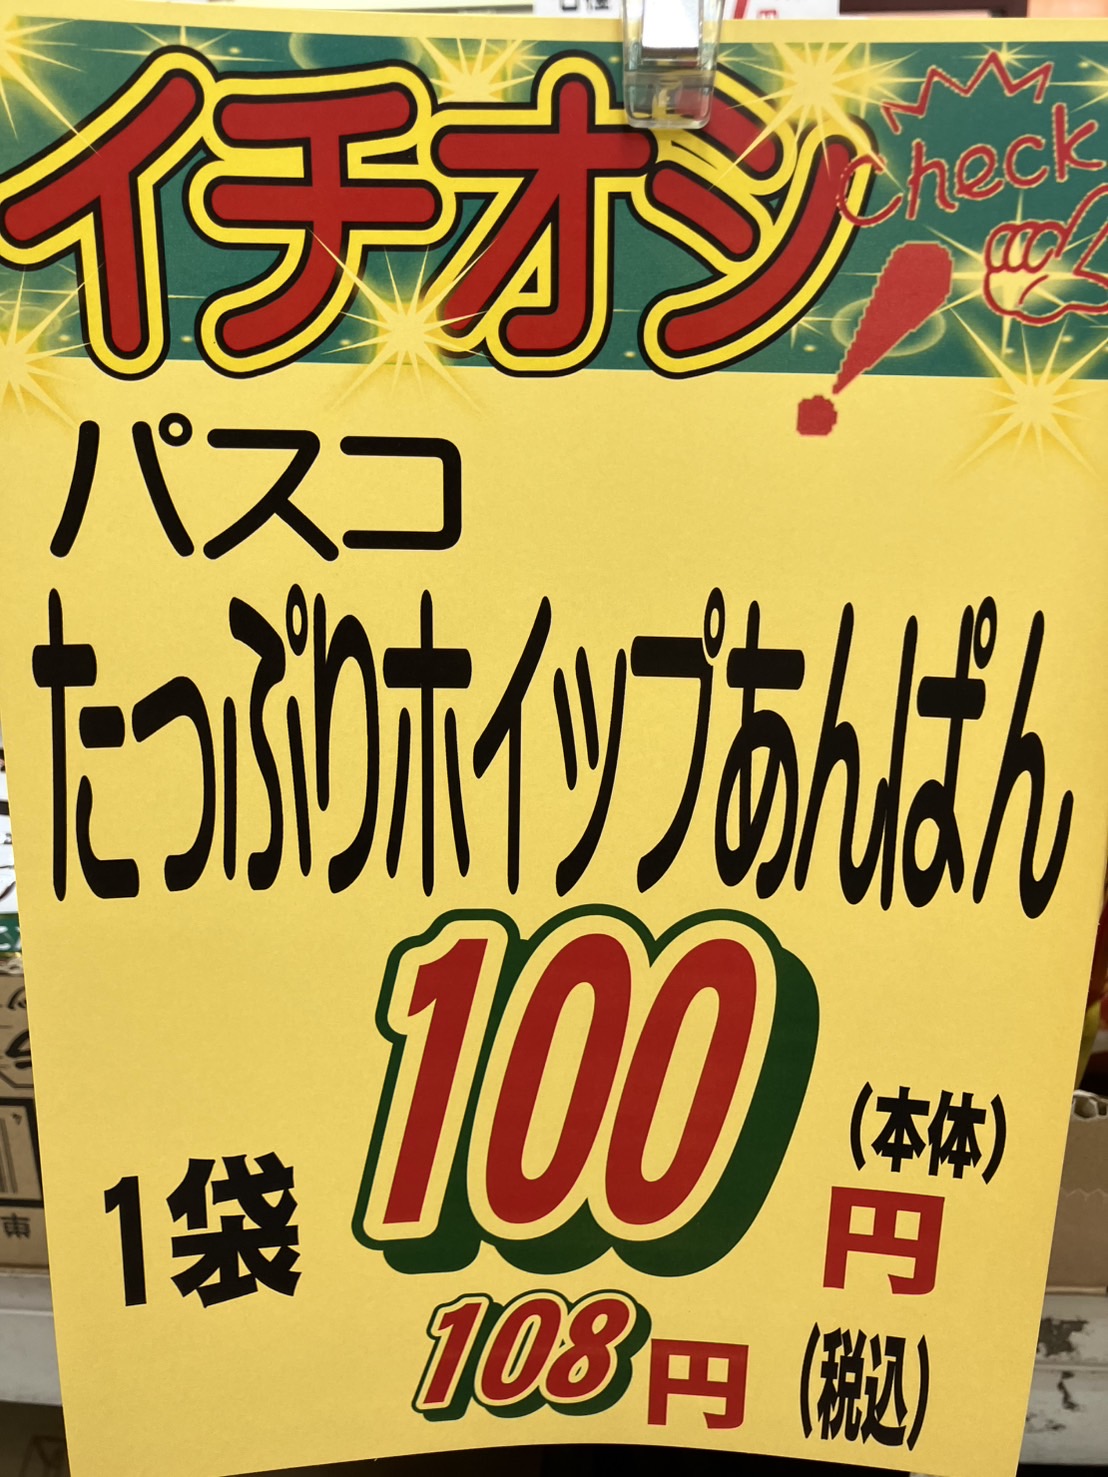 イチオシ
Check!
パスコ
たっぷりホイップあんぱん
1袋
100
(本体)
円
108円
(税込)
東